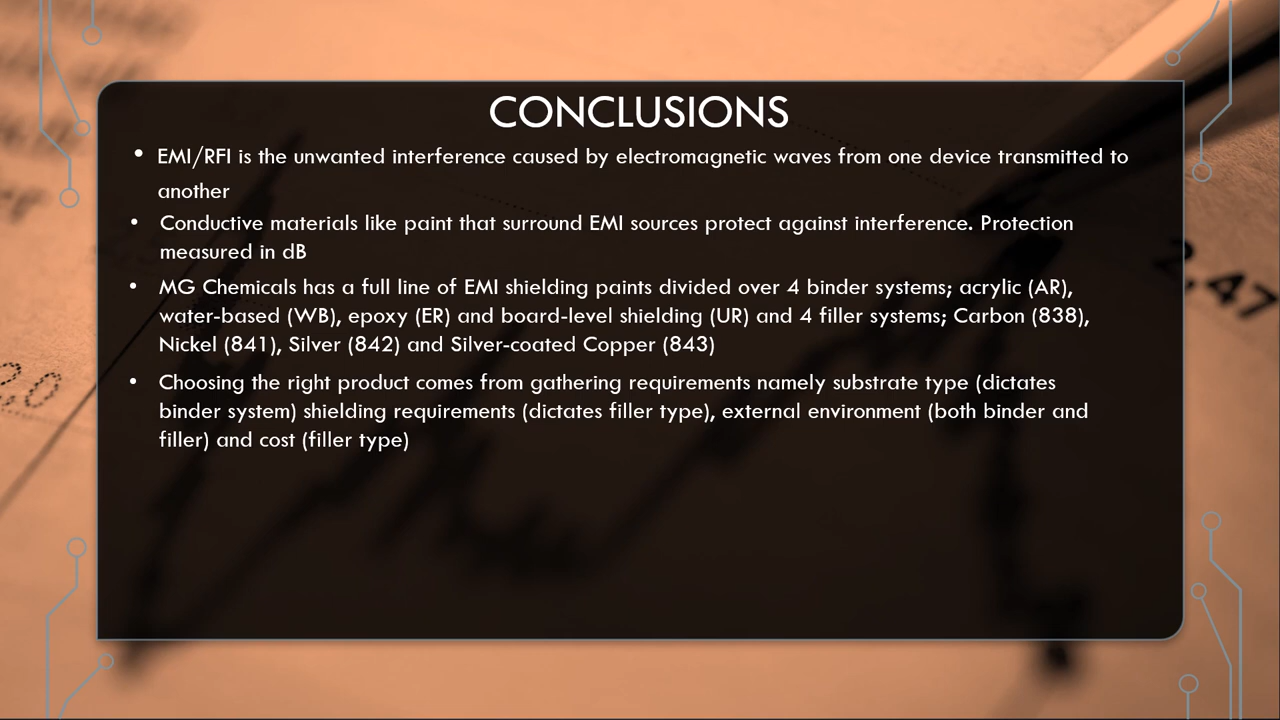 CONCLUSIONS
• EMI/RFI is the unwanted interference caused by electromagnetic waves from one device transmitted to
another
• Conductive materials like paint that surround EMI sources protect against interference. Protection
measured in dB
• MG Chemicals has a full line of EMI shielding paints divided over 4 binder systems; acrylic (AR),
water-based (WB), epoxy (ER) and board-level shielding (UR) and 4 filler systems; Carbon (838),
Nickel (841), Silver (842) and Silver-coated Copper (843)
• Choosing the right product comes from gathering requirements namely substrate type (dictates
binder system) shielding requirements (dictates filler type), external environment (both binder and
filler) and cost (filler type)